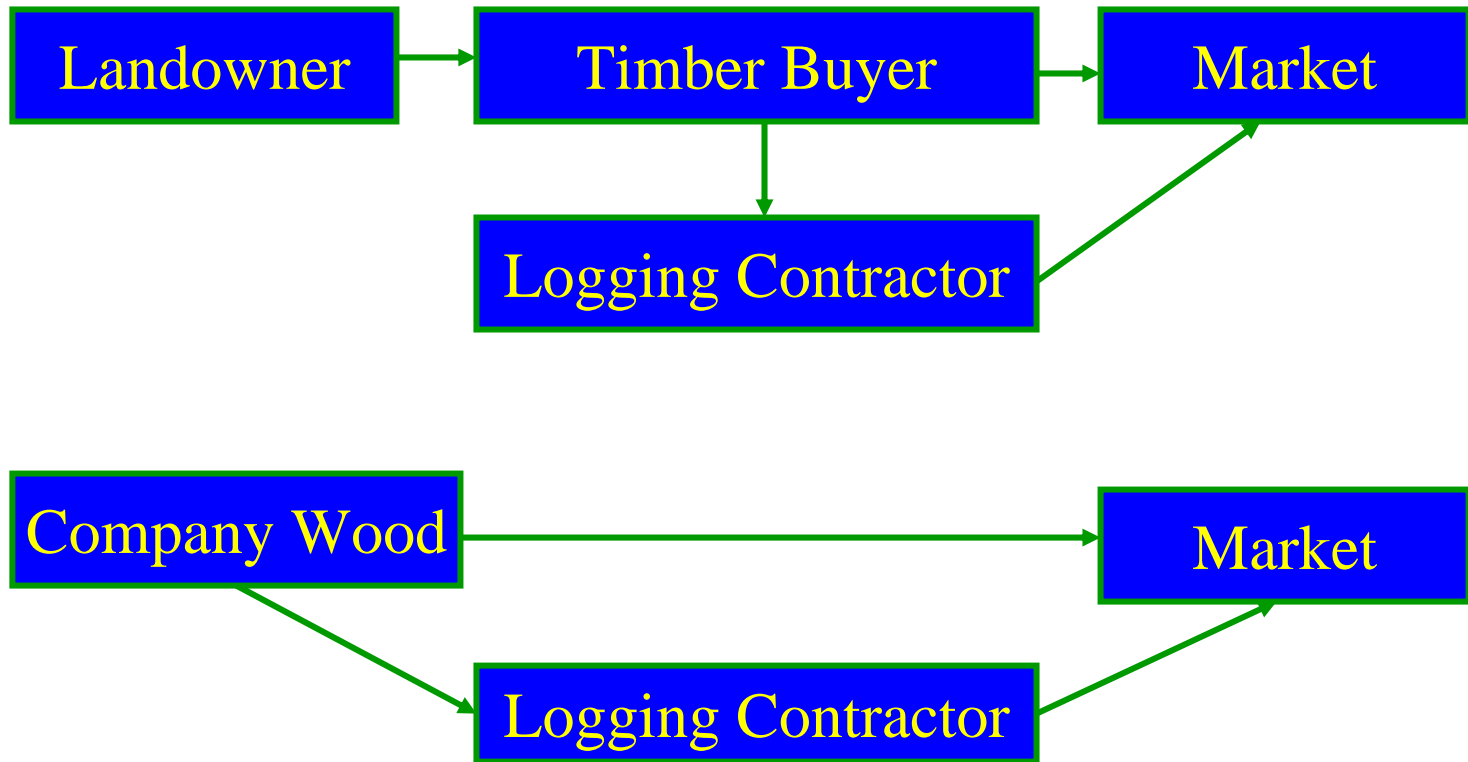 Landowner
Timber Buyer
Market
Logging Contractor
Company Wood
Market
Logging Contractor